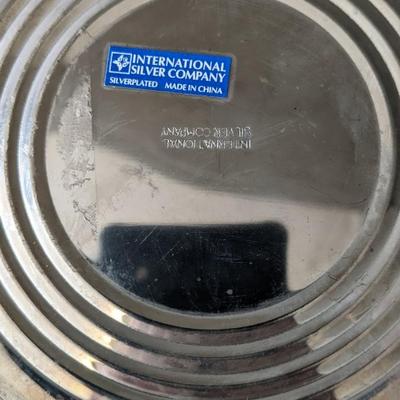 INTERNATIONAL
SILVER COMPANY
SILVERPLATED MADE IN CHINA
INTERNATIONAL
SILVER COMPANY